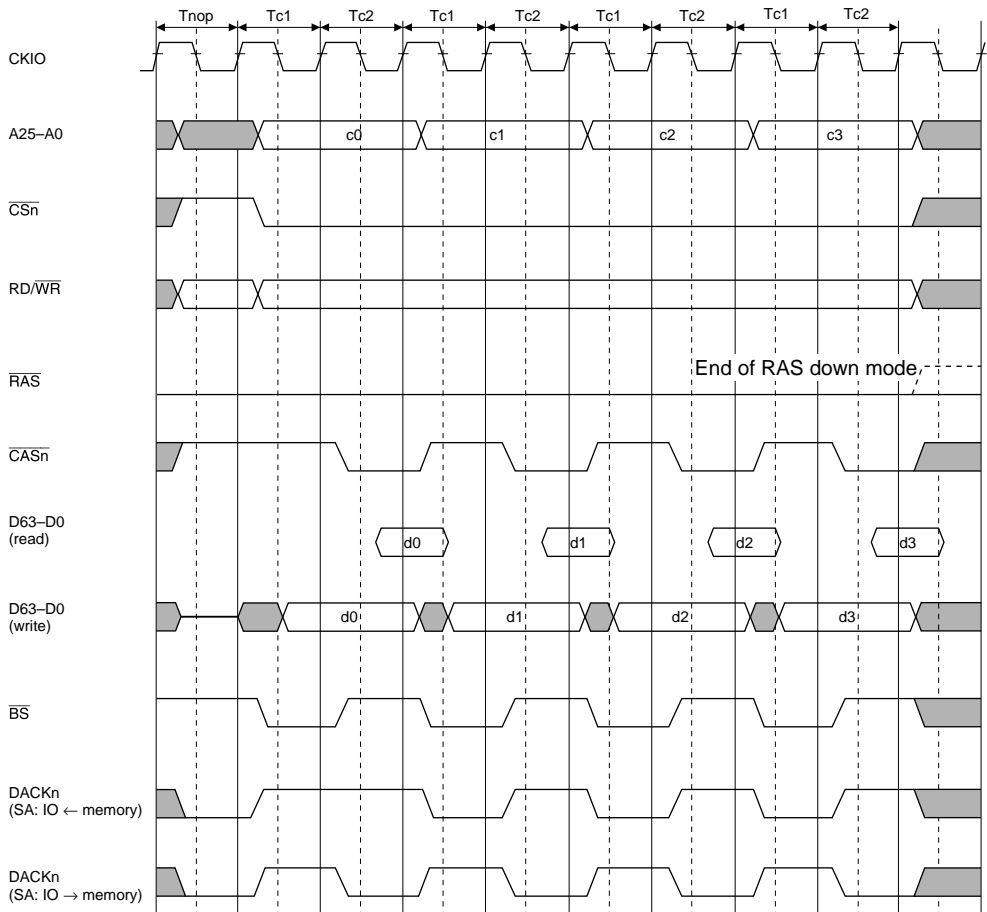 Tnop Tc1 Tc2 Tc1 Tc2 Tc1 Tc2 Tc1 Tc2
CKIO
A25–A0 c0 c1 c2 c3
CSn
RD/WR
End of RAS down mode
RAS
CASn
D63–D0
(read)
d0 d1 d2 d3
D63–D0
(write)
d0 d1 d2 d3
BS
DACKn
(SA: IO ← memory)
DACKn
(SA: IO → memory)